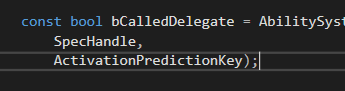 const bool bCalledDelegate = AbilitySyst
SpecHandle,
ActivationPredictionKey);